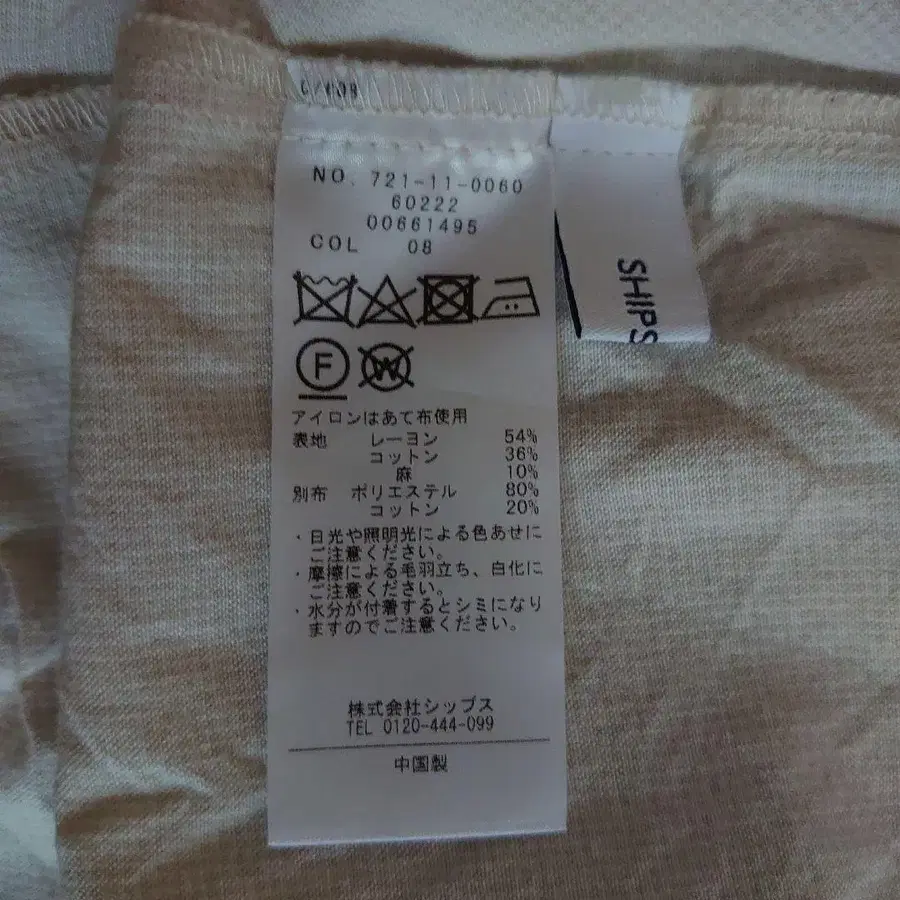 NO. 721-11-0060
60222
00661495
COL 08
SHIPS
F
W
アイロンはあて布使用
表地 レーヨン 54%
コットン 36%
麻 10%
別布 ポリエステル 80%
コットン 20%
・日光や照明光による色あせに
ご注意ください。
・摩擦による毛羽立ち、白化に
ご注意ください。
・水分が付着するとシミになり
ますのでご注意ください。
株式会社シップス
TEL 0120-444-099
中国製